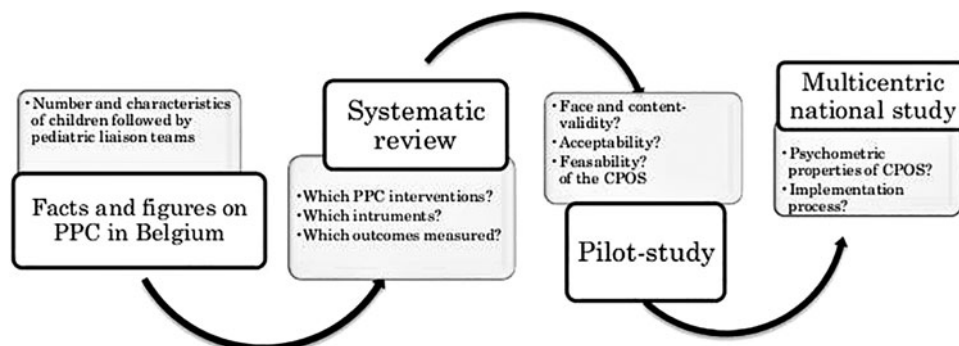 • Number and characteristics
of children followed by
pediatric liaison teams
Facts and figures on
PPC in Belgium
Systematic
review
• Which PPC interventions?
• Which intruments?
• Which outcomes measured?
• Face and content-
validity?
• Acceptability?
• Feasability?
of the CPOS
Pilot-study
Multicentric
national study
• Psychometric
properties of CPOS?
• Implementation
process?